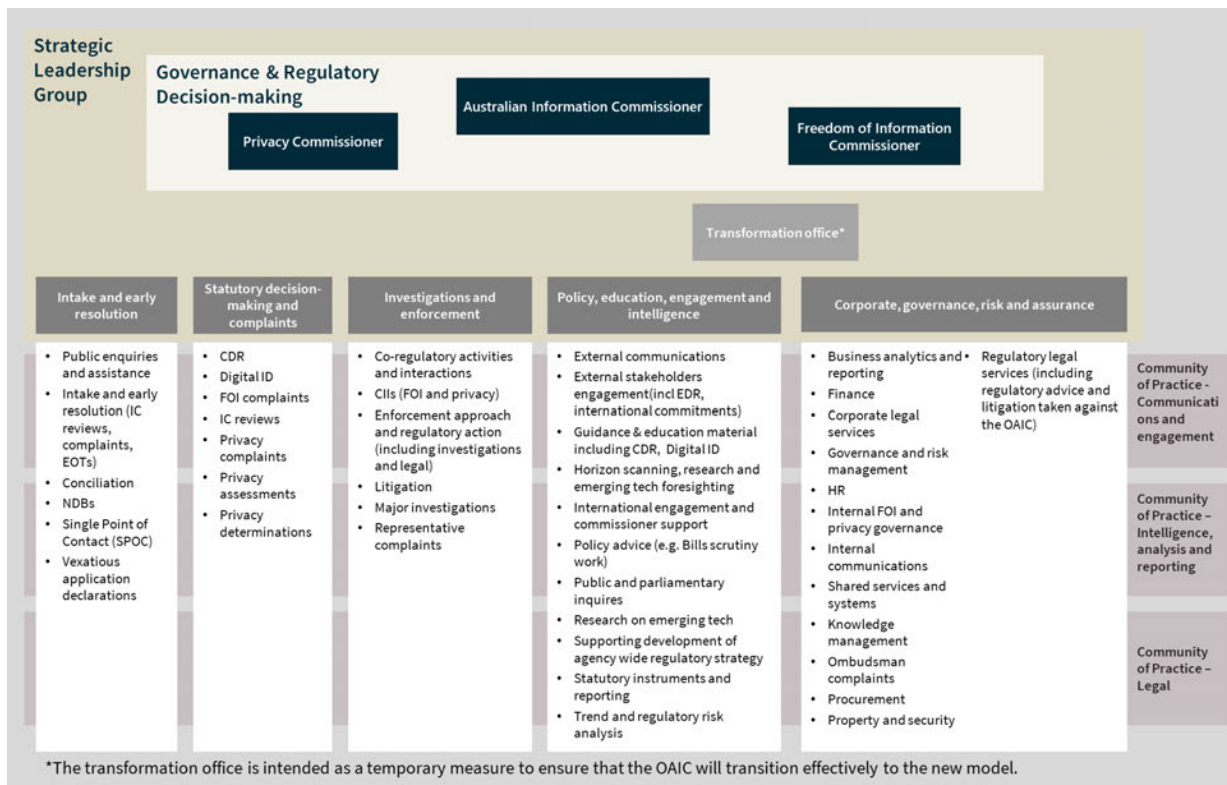 Strategic
Leadership
Group
Governance & Regulatory
Decision-making
Australian Information Commissioner
Privacy Commissioner
Freedom of Information
Commissioner
Transformation office*
Intake and early
resolution
Statutory decision-
making and
complaints
Investigations and
enforcement
Policy, education, engagement and
intelligence
Corporate, governance, risk and assurance
• Public enquiries
and assistance
• Intake and early
resolution (IC
reviews,
complaints,
EOTs)
• Conciliation
• NDBs
• Single Point of
Contact (SPOC)
• Vexatious
application
declarations
• CDR
• Digital ID
• FOI complaints
• IC reviews
• Privacy
complaints
• Privacy
assessments
• Privacy
determinations
• Co-regulatory activities
and interactions
• CIIs (FOI and privacy)
• Enforcement approach
and regulatory action
(including investigations
and legal)
• Litigation
• Major investigations
• Representative
complaints
• External communications
• External stakeholders
engagement(incl EDR,
international commitments)
• Guidance & education material
including CDR, Digital ID
• Horizon scanning, research and
emerging tech foresighting
• International engagement and
commissioner support
• Policy advice (e.g. Bills scrutiny
work)
• Public and parliamentary
inquires
• Research on emerging tech
• Supporting development of
agency wide regulatory strategy
• Statutory instruments and
reporting
• Trend and regulatory risk
analysis
• Business analytics and
reporting
• Finance
• Corporate legal
services
• Governance and risk
management
• HR
• Internal FOI and
privacy governance
• Internal
communications
• Shared services and
systems
• Knowledge
management
• Ombudsman
complaints
• Procurement
• Property and security
• Regulatory legal
services (including
regulatory advice and
litigation taken against
the OAIC)
Community
of Practice -
Communicati
ons and
engagement
Community
of Practice –
Intelligence,
analysis and
reporting
Community
of Practice –
Legal
*The transformation office is intended as a temporary measure to ensure that the OAIC will transition effectively to the new model.